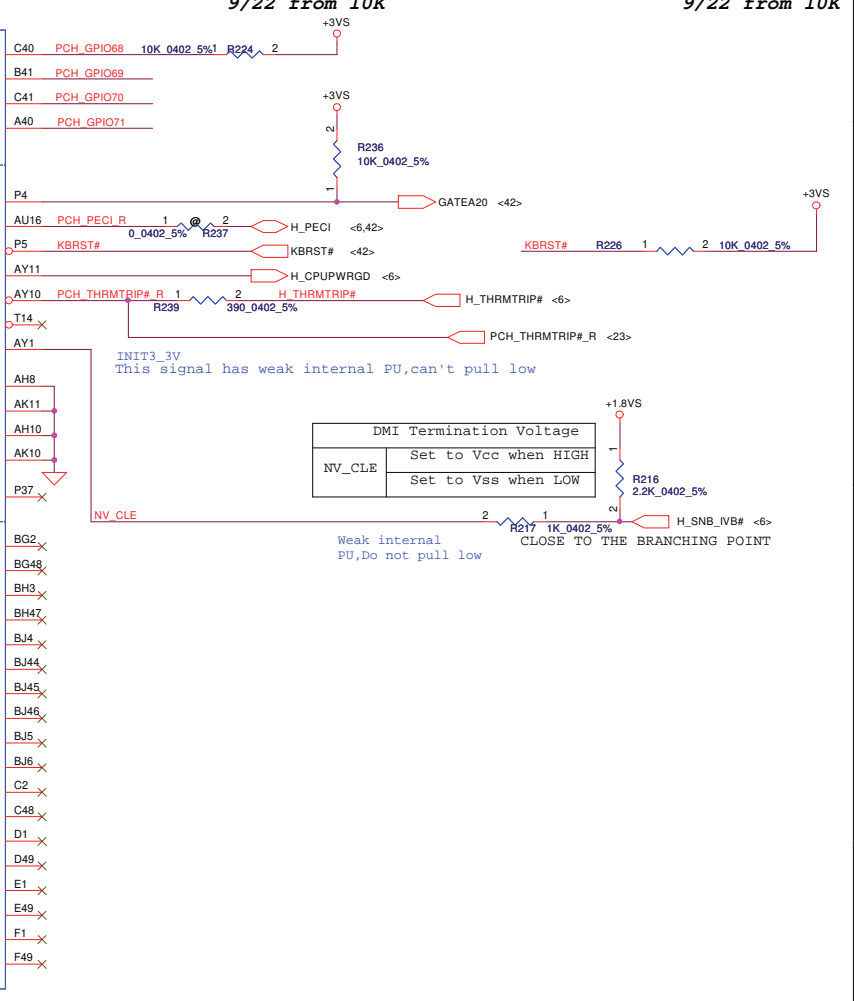 9/22 from 10K 9/22 from 10K
+3VS
C40 PCH_GPIO68 10K_0402_5% 1 R224 2
B41 PCH_GPIO69
C41 PCH_GPIO70
+3VS
A40 PCH_GPIO71
2
R236
10K_0402_5%
1
P4 GATEA20 <42>
+3VS
AU16 PCH_PECI_R 1 @ 2 H_PECI <6,42>
0_0402_5% R237
P5 KBRST# KBRST# <42>
KBRST# R226 1 2 10K_0402_5%
AY11 H_CPUPWRGD <6>
AY10 PCH_THRMTRIP#_R 1 2 H_THRMTRIP# H_THRMTRIP# <6>
R239 390_0402_5%
T14
PCH_THRMTRIP#_R <23>
AY1
INIT3_3V
This signal has weak internal PU,can't pull low
AH8
AK11
AH10
AK10
+1.8VS
DMI Termination Voltage
NV_CLE
Set to Vcc when HIGH
Set to Vss when LOW
1
R216
2.2K_0402_5%
2
P37
NV_CLE 2 1 H_SNB_IVB# <6>
R217 1K_0402_5%
Weak internal
PU,Do not pull low
CLOSE TO THE BRANCHING POINT
BG2
BG48
BH3
BH47
BJ4
BJ44
BJ45
BJ46
BJ5
BJ6
C2
C48
D1
D49
E1
E49
F1
F49